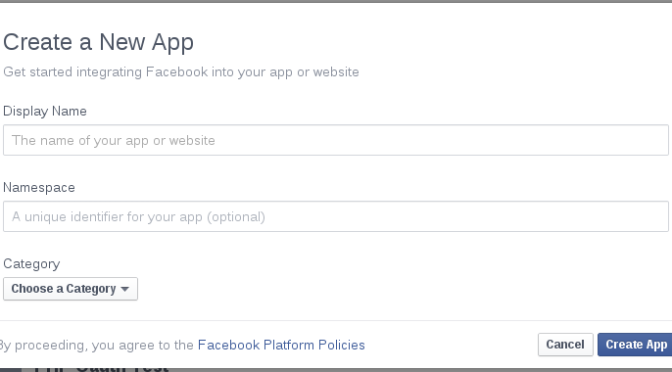 Create a New App
Get started integrating Facebook into your app or website
Display Name
The name of your app or website
Namespace
A unique identifier for your app (optional)
Category
Choose a Category
By proceeding, you agree to the Facebook Platform Policies
Cancel Create App